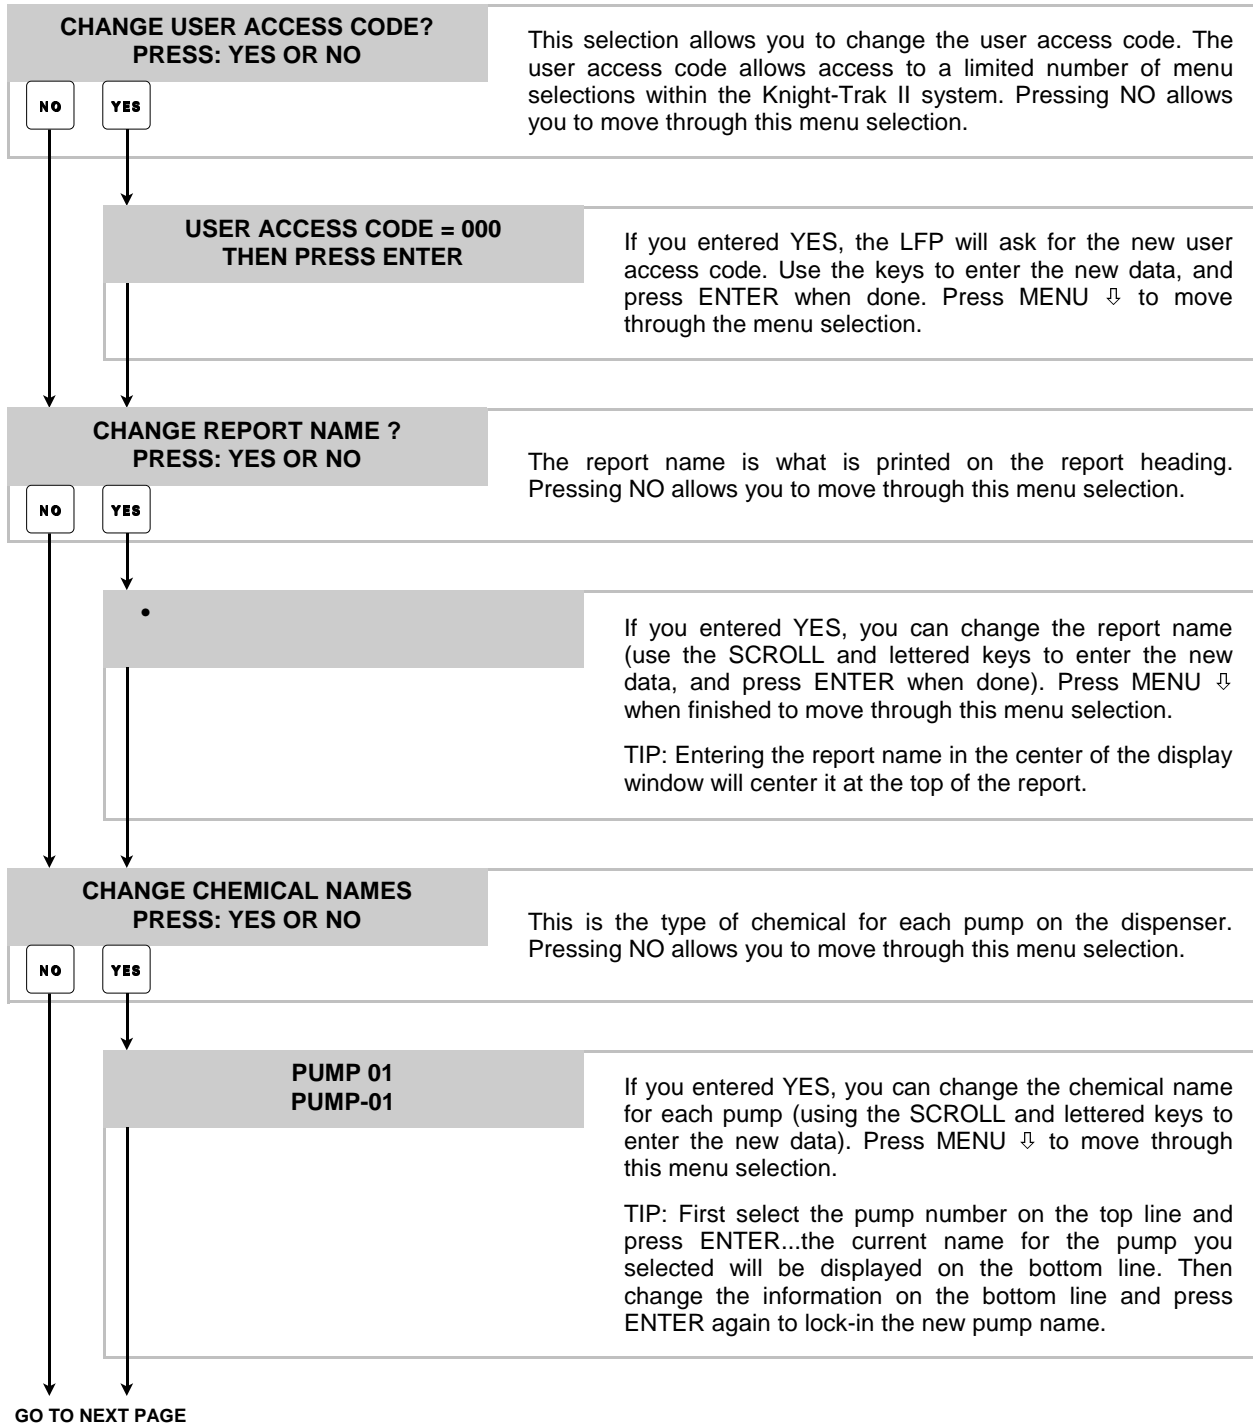 CHANGE USER ACCESS CODE?
PRESS: YES OR NO
NO
YES
This selection allows you to change the user access code. The
user access code allows access to a limited number of menu
selections within the Knight-Trak II system. Pressing NO allows
you to move through this menu selection.
USER ACCESS CODE = 000
THEN PRESS ENTER
If you entered YES, the LFP will ask for the new user
access code. Use the keys to enter the new data, and
press ENTER when done. Press MENU ⇩ to move
through the menu selection.
CHANGE REPORT NAME ?
PRESS: YES OR NO
NO
YES
The report name is what is printed on the report heading.
Pressing NO allows you to move through this menu selection.
•
If you entered YES, you can change the report name
(use the SCROLL and lettered keys to enter the new
data, and press ENTER when done). Press MENU ⇩
when finished to move through this menu selection.
TIP: Entering the report name in the center of the display
window will center it at the top of the report.
CHANGE CHEMICAL NAMES
PRESS: YES OR NO
NO
YES
This is the type of chemical for each pump on the dispenser.
Pressing NO allows you to move through this menu selection.
PUMP 01
PUMP-01
If you entered YES, you can change the chemical name
for each pump (using the SCROLL and lettered keys to
enter the new data). Press MENU ⇩ to move through
this menu selection.
TIP: First select the pump number on the top line and
press ENTER...the current name for the pump you
selected will be displayed on the bottom line. Then
change the information on the bottom line and press
ENTER again to lock-in the new pump name.
GO TO NEXT PAGE